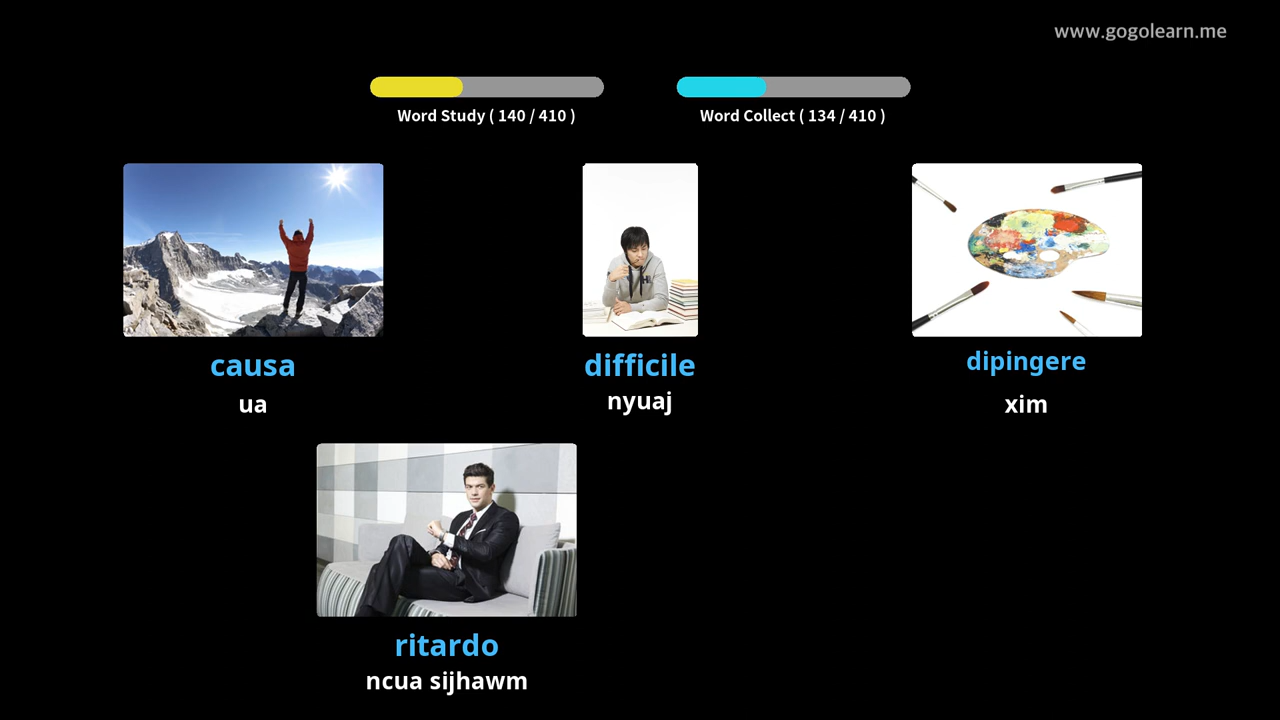 www.gogolearn.me
Word Study ( 140 / 410 )
Word Collect ( 134 / 410 )
causa
ua
difficile
nyuaj
dipingere
xim
ritardo
ncua sijhawm